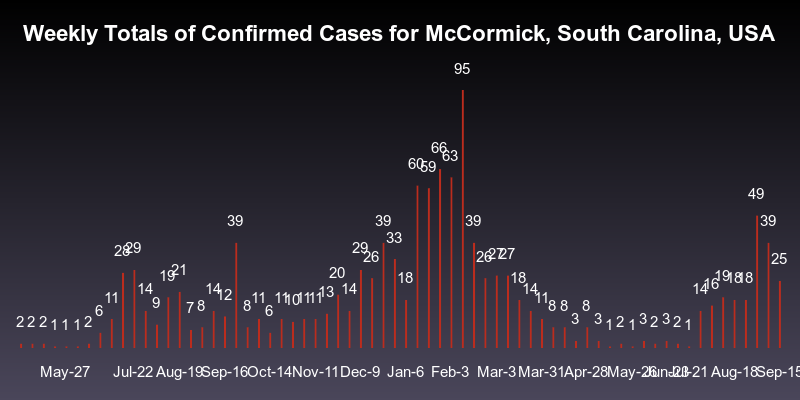 Weekly Totals of Confirmed Cases for McCormick, South Carolina, USA
95
66
63
60 59
49
39 39 39 39
33
28 29 29 26 26 27 27 25
19 21 20 18 18 19 18 18
14 14 14 14 14 16
11 9 12 11 11 10 11 11 13 11
6 7 8 8 6 8 8 8
2 2 2 1 1 1 2 3 3 1 2 1 3 2 3 2 1
May-27 Jul-22 Aug-19 Sep-16 Oct-14 Nov-11 Dec-9 Jan-6 Feb-3 Mar-3 Mar-31 Apr-28 May-26 Jul-21 Aug-18 Sep-15